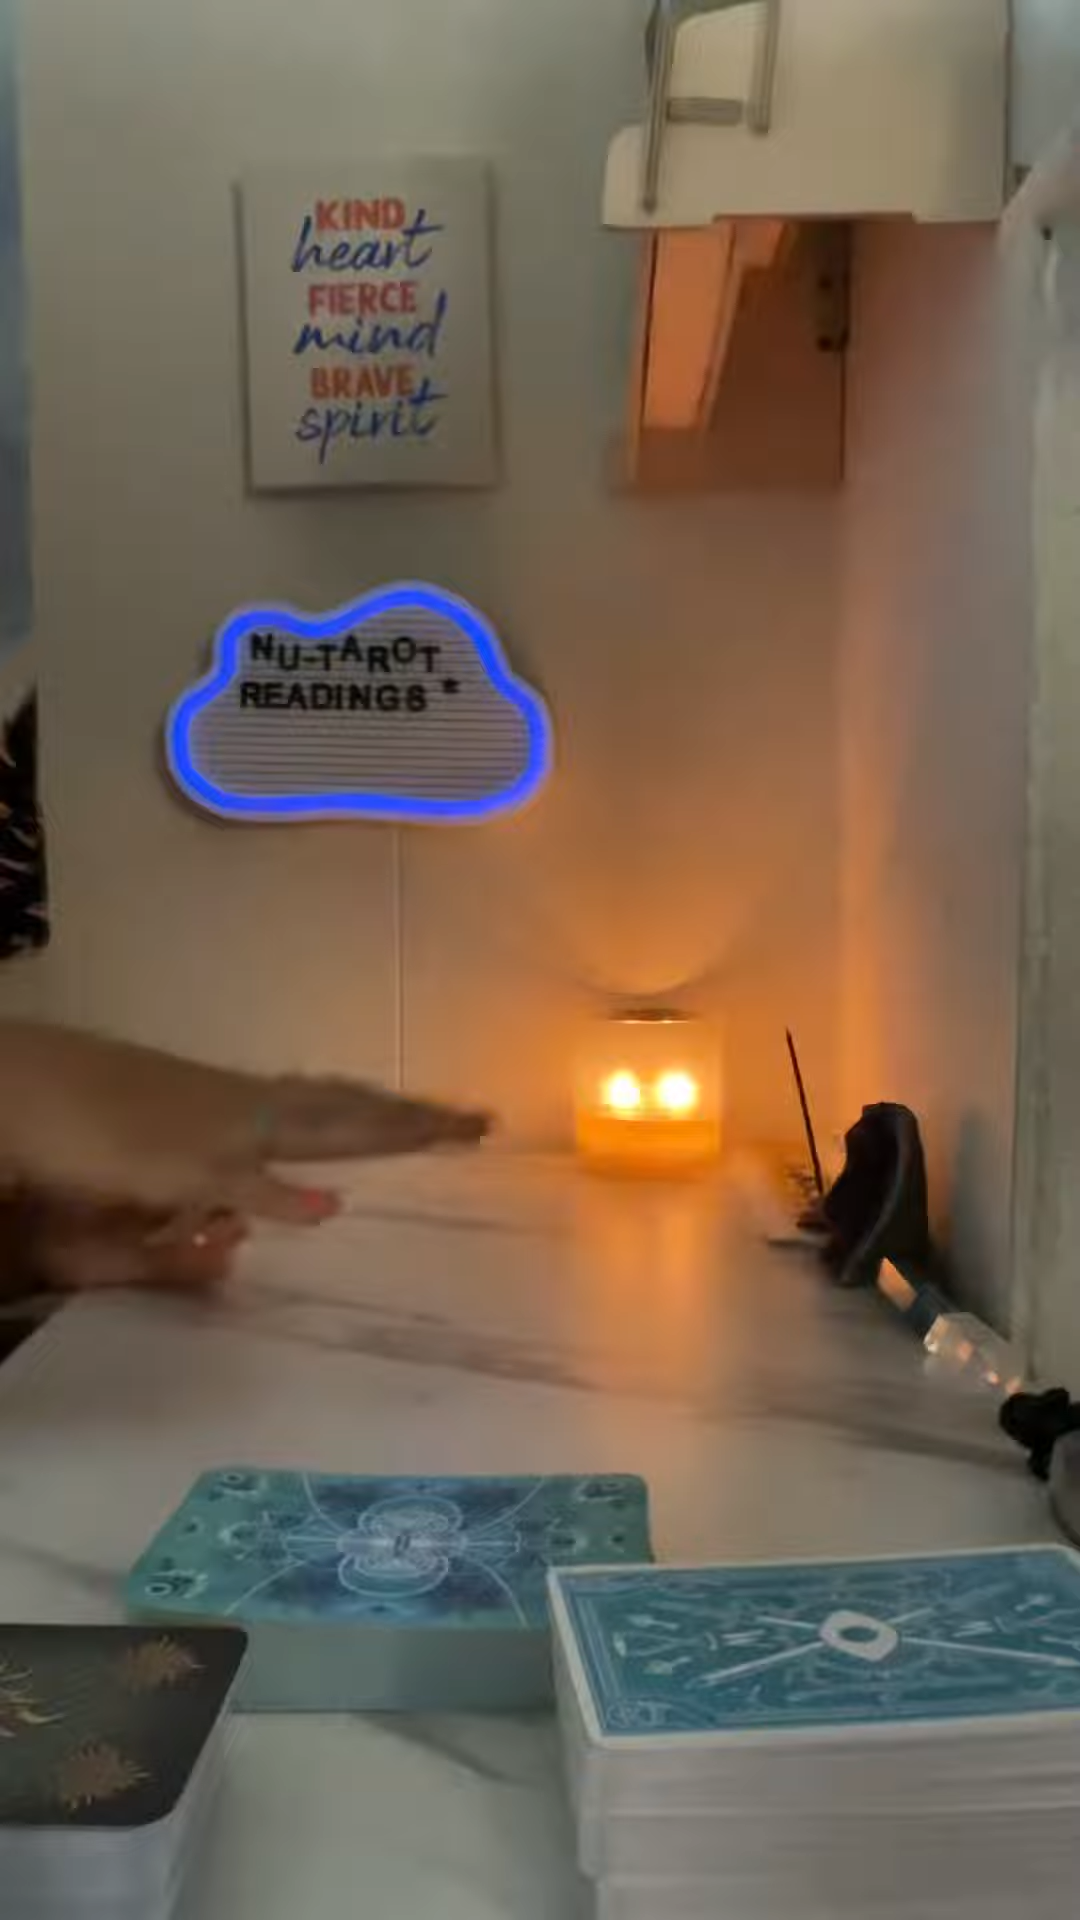 KIND
heart
FIERCE
mind
BRAVE
spirit
NU-TAROT
READINGS *